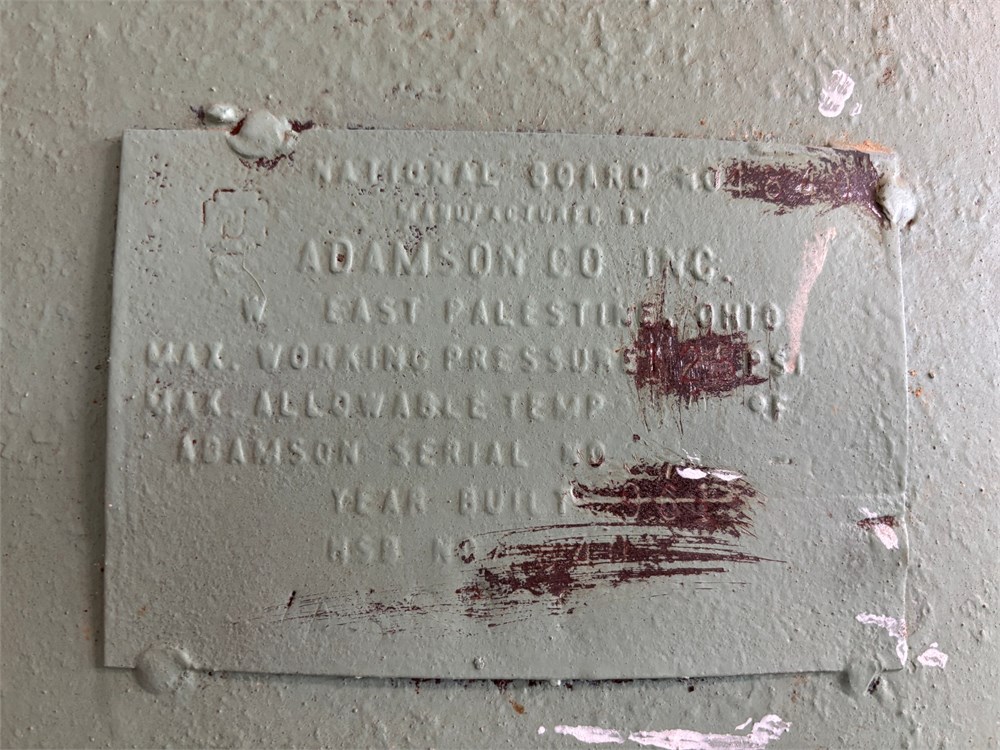 NATIONAL BOARD NO
MANUFACTURED BY
ADAMSON CO INC.
W EAST PALESTINE, OHIO
MAX. WORKING PRESSURE 125 PSI
MAX. ALLOWABLE TEMP OF
ADAMSON SERIAL NO
YEAR BUILT
HSB NO